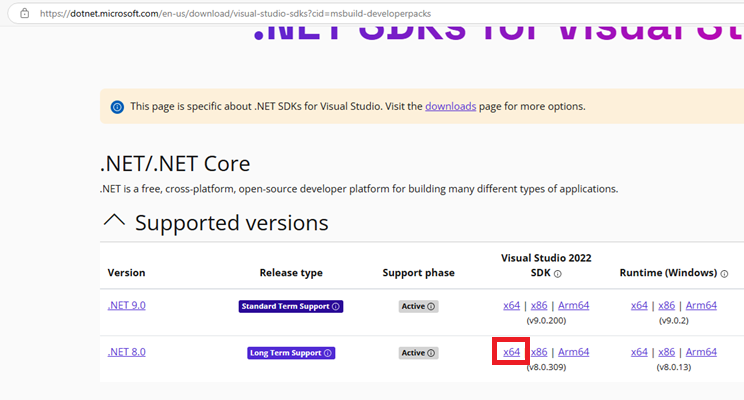 https://dotnet.microsoft.com/en-us/download/visual-studio-sdks?cid=msbuild-developerpacks
.NET SDKs for Visual St
This page is specific about .NET SDKs for Visual Studio. Visit the downloads page for more options.
.NET/.NET Core
.NET is a free, cross-platform, open-source developer platform for building many different types of applications.
Supported versions
Version Release type Support phase Visual Studio 2022 SDK Runtime (Windows)
.NET 9.0 Standard Term Support Active x64 | x86 | Arm64 x64 | x86 | Arm64
(v9.0.200) (v9.0.2)
.NET 8.0 Long Term Support Active x64 | x86 | Arm64 x64 | x86 | Arm64
(v8.0.309) (v8.0.13)